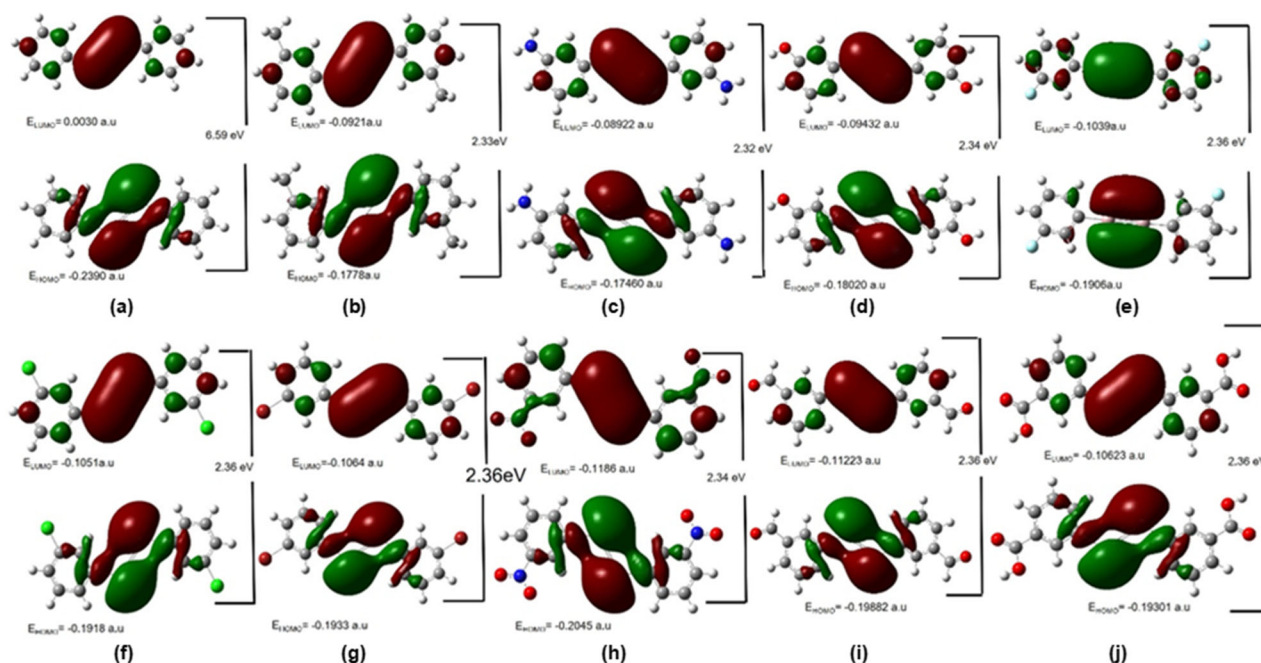 E_LUMO= 0.0030 a.u
6.59 eV
E_HOMO= -0.2390 a.u
(a)
E_LUMO= -0.0921a.u
2.33eV
E_HOMO= -0.1778a.u
(b)
E_LUMO= -0.08922 a.u
2.32 eV
E_HOMO= -0.17460 a.u
(c)
E_LUMO= -0.09432 a.u
2.34 eV
E_HOMO= -0.18020 a.u
(d)
E_LUMO= -0.1039a.u
2.36 eV
E_HOMO= -0.1906a.u
(e)
E_LUMO= -0.1051a.u
2.36 eV
E_HOMO= -0.1918 a.u
(f)
E_LUMO= -0.1064 a.u
2.36eV
E_HOMO= -0.1933 a.u
(g)
E_LUMO= -0.1186 a.u
2.34 eV
E_HOMO= -0.2045 a.u
(h)
E_LUMO= -0.11223 a.u
2.36 eV
E_HOMO= -0.19882 a.u
(i)
E_LUMO= -0.10623 a.u
2.36 eV
E_HOMO= -0.19301 a.u
(j)